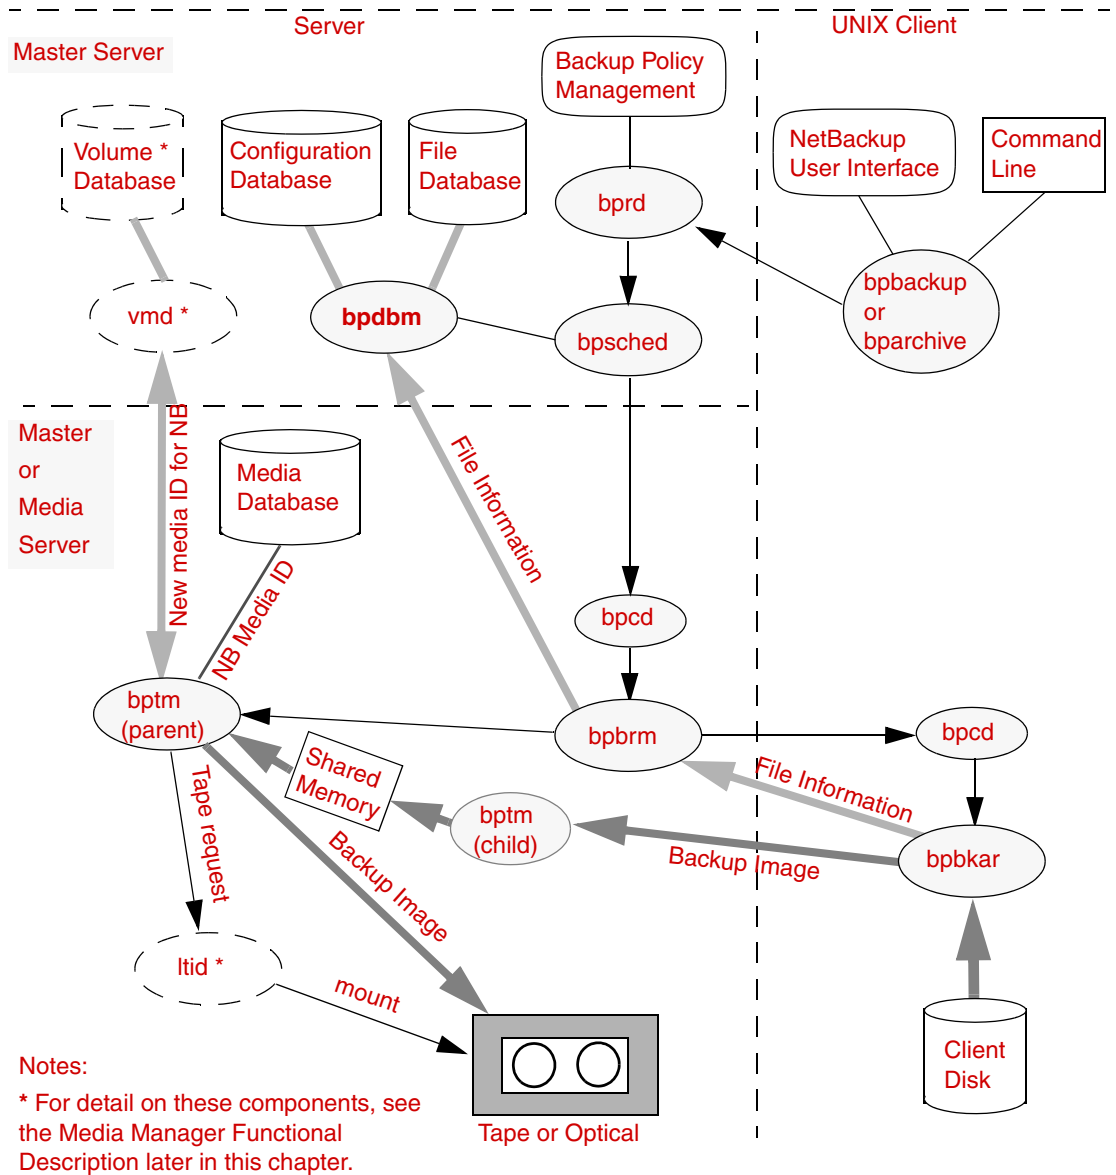 Server
UNIX Client
Master Server
Backup Policy
Management
Volume *
Database
Configuration
Database
File
Database
NetBackup
User Interface
Command
Line
bprd
bpbackup
or
bparchive
vmd *
bpdbm
bpsched
Master
or
Media
Server
New media ID for NB
Media
Database
File Information
NB Media ID
bpcd
bptm
(parent)
bpbrm
bpcd
Shared
Memory
File Information
Tape request
bptm
(child)
Backup Image
Backup Image
bpbkar
ltid *
mount
Client
Disk
Tape or Optical
Notes:
* For detail on these components, see
the Media Manager Functional
Description later in this chapter.